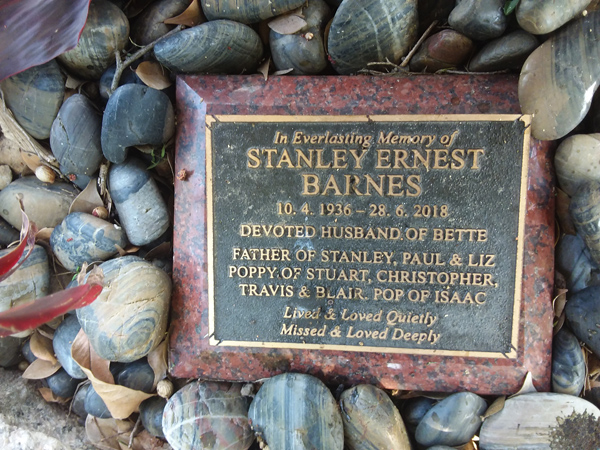 In Everlasting Memory of
STANLEY ERNEST
BARNES
10. 4. 1936 – 28. 6. 2018
DEVOTED HUSBAND OF BETTE
FATHER OF STANLEY, PAUL & LIZ
POPPY OF STUART, CHRISTOPHER,
TRAVIS & BLAIR. POP OF ISAAC
Lived & Loved Quietly
Missed & Loved Deeply